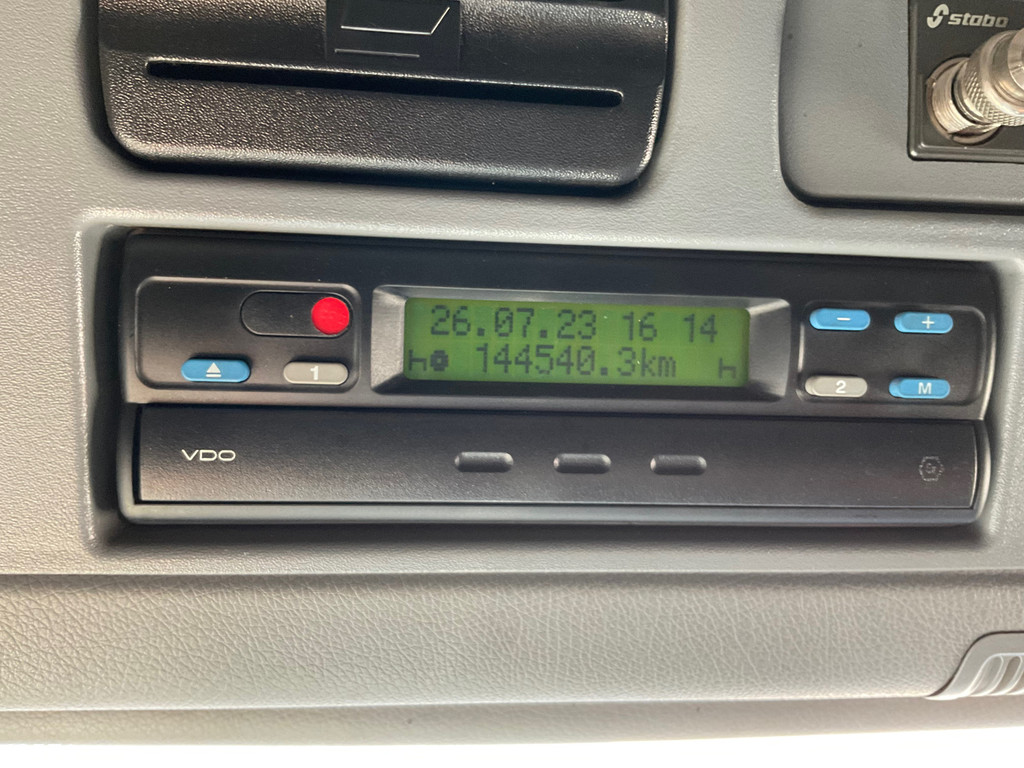 stabo
26.07.23 16 14
144540.3km
- +
1
2 M
VDO